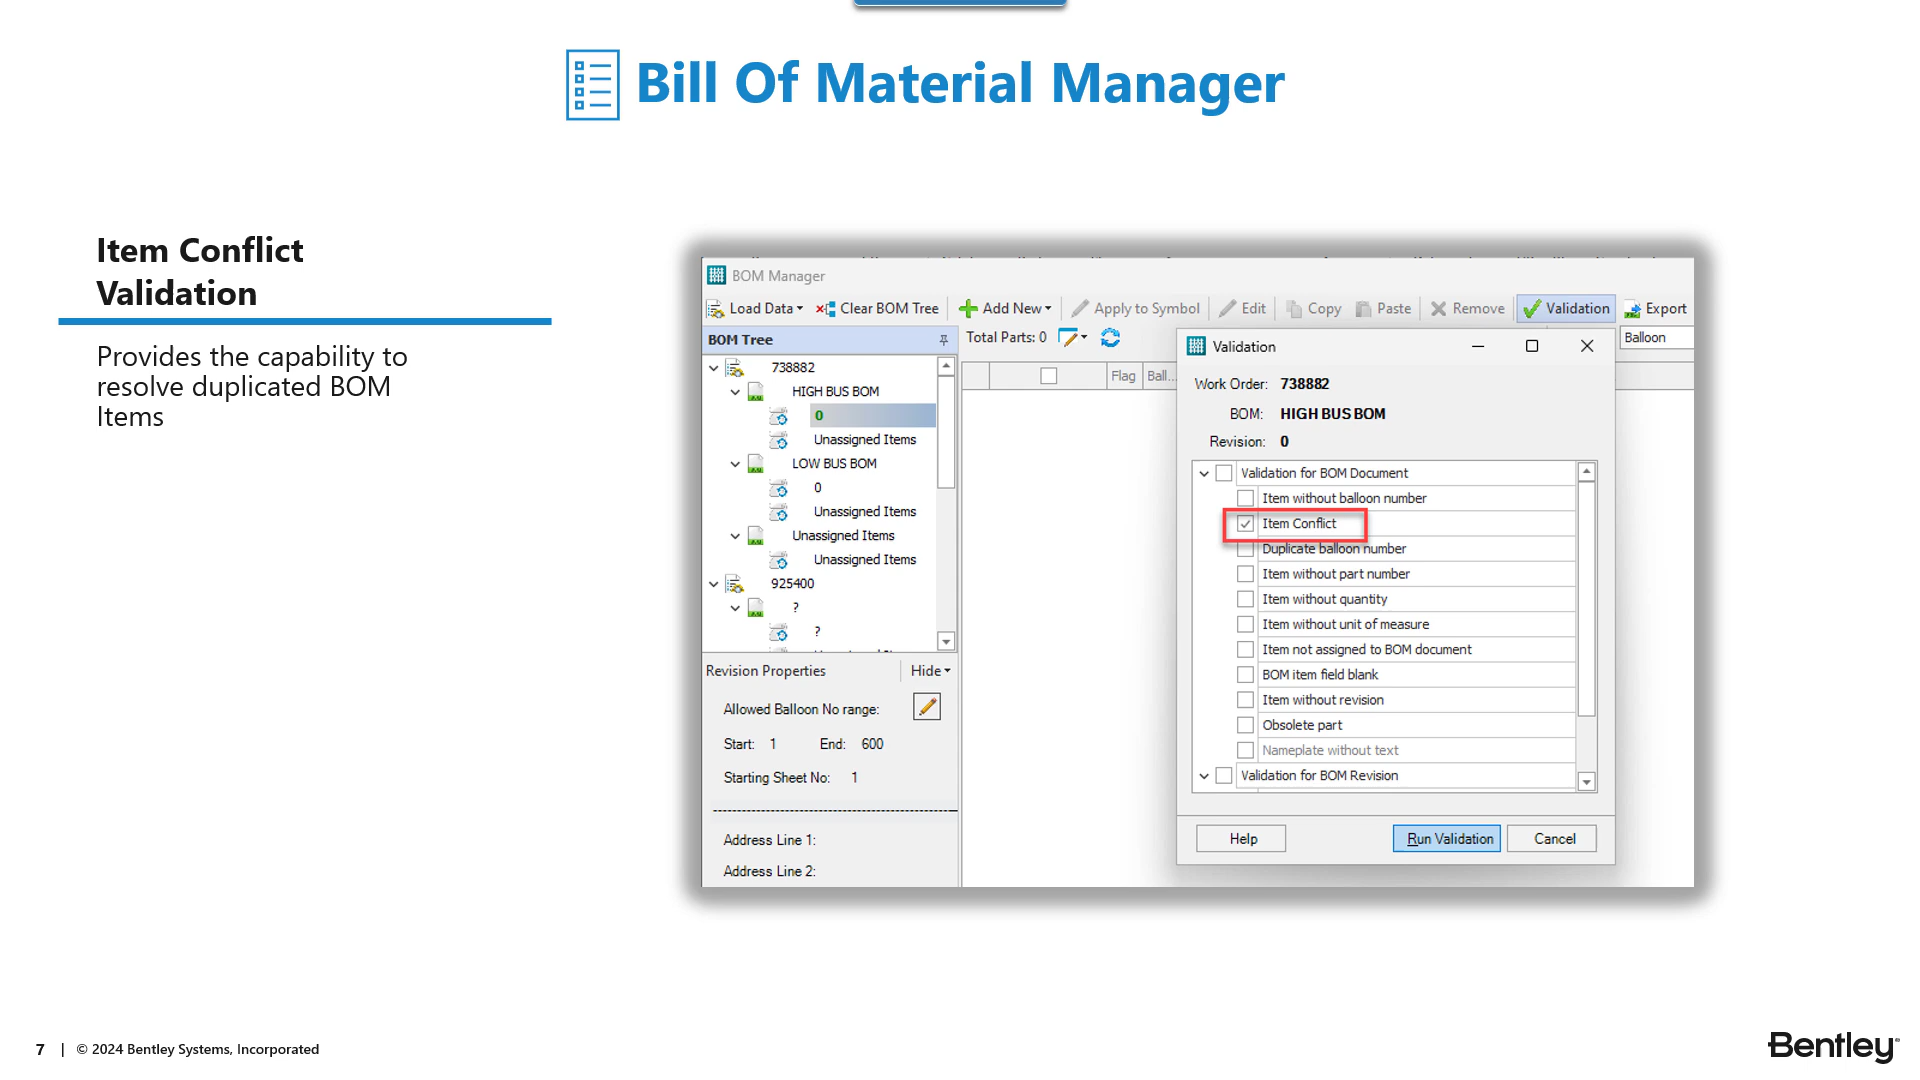 Bill Of Material Manager
Item Conflict
Validation
Provides the capability to
resolve duplicated BOM
Items
BOM Manager
Load Data Clear BOM Tree Add New Apply to Symbol Edit Copy Paste Remove Validation Export
BOM Tree
Total Parts: 0
Balloon
Flag Ball...
738882
HIGH BUS BOM
0
Unassigned Items
LOW BUS BOM
0
Unassigned Items
Unassigned Items
Unassigned Items
925400
?
?
Revision Properties Hide
Allowed Balloon No range:
Start: 1 End: 600
Starting Sheet No: 1
Address Line 1:
Address Line 2:
Validation
Work Order: 738882
BOM: HIGH BUS BOM
Revision: 0
Validation for BOM Document
Item without balloon number
Item Conflict
Duplicate balloon number
Item without part number
Item without quantity
Item without unit of measure
Item not assigned to BOM document
BOM item field blank
Item without revision
Obsolete part
Nameplate without text
Validation for BOM Revision
Help Run Validation Cancel
7 | © 2024 Bentley Systems, Incorporated
Bentley